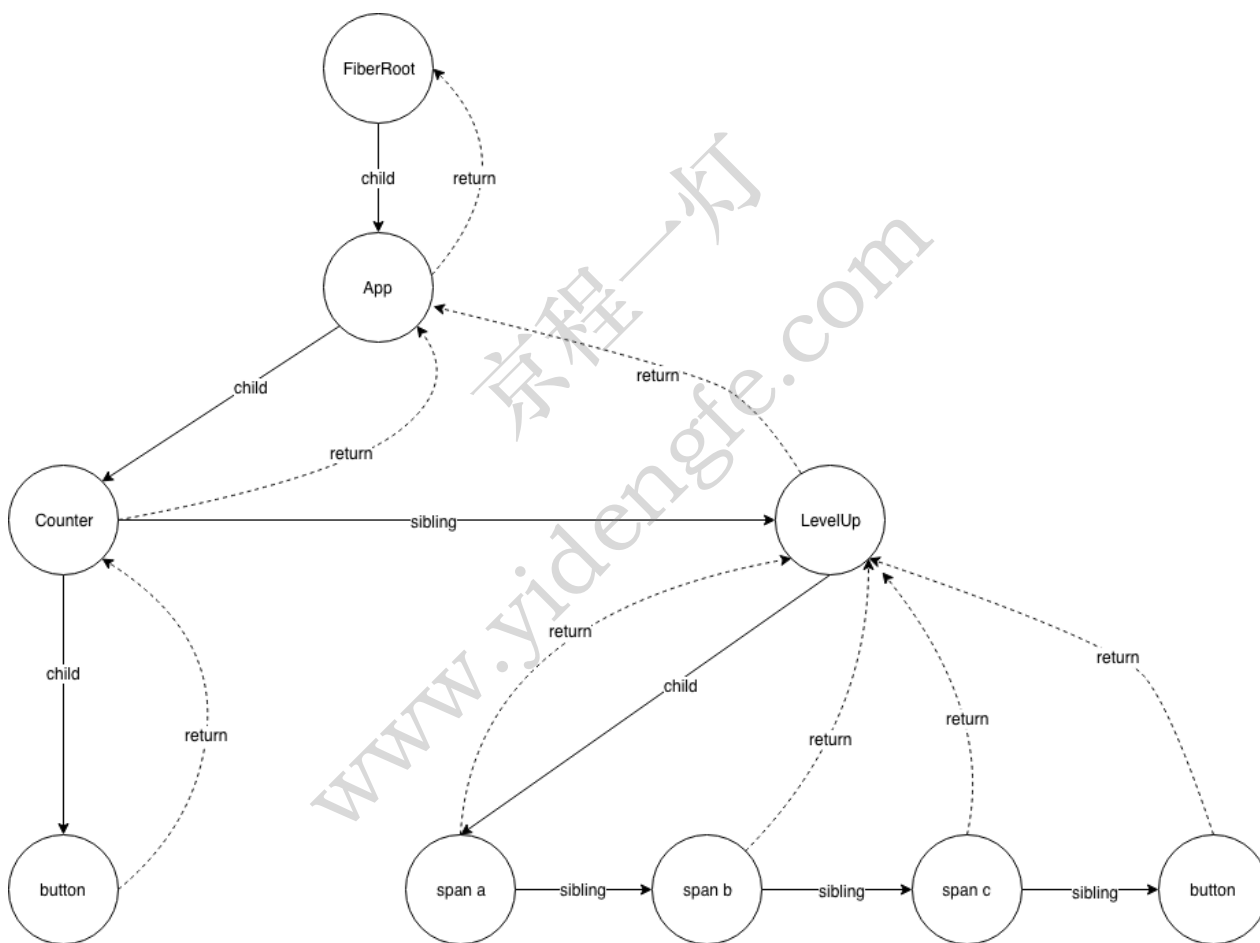 FiberRoot
child
return
App
child
return
return
Counter
sibling
LevelUp
return
child
child
return
return
return
return
button
span a
sibling
span b
sibling
span c
sibling
button
京程一灯
www.yidengfe.com